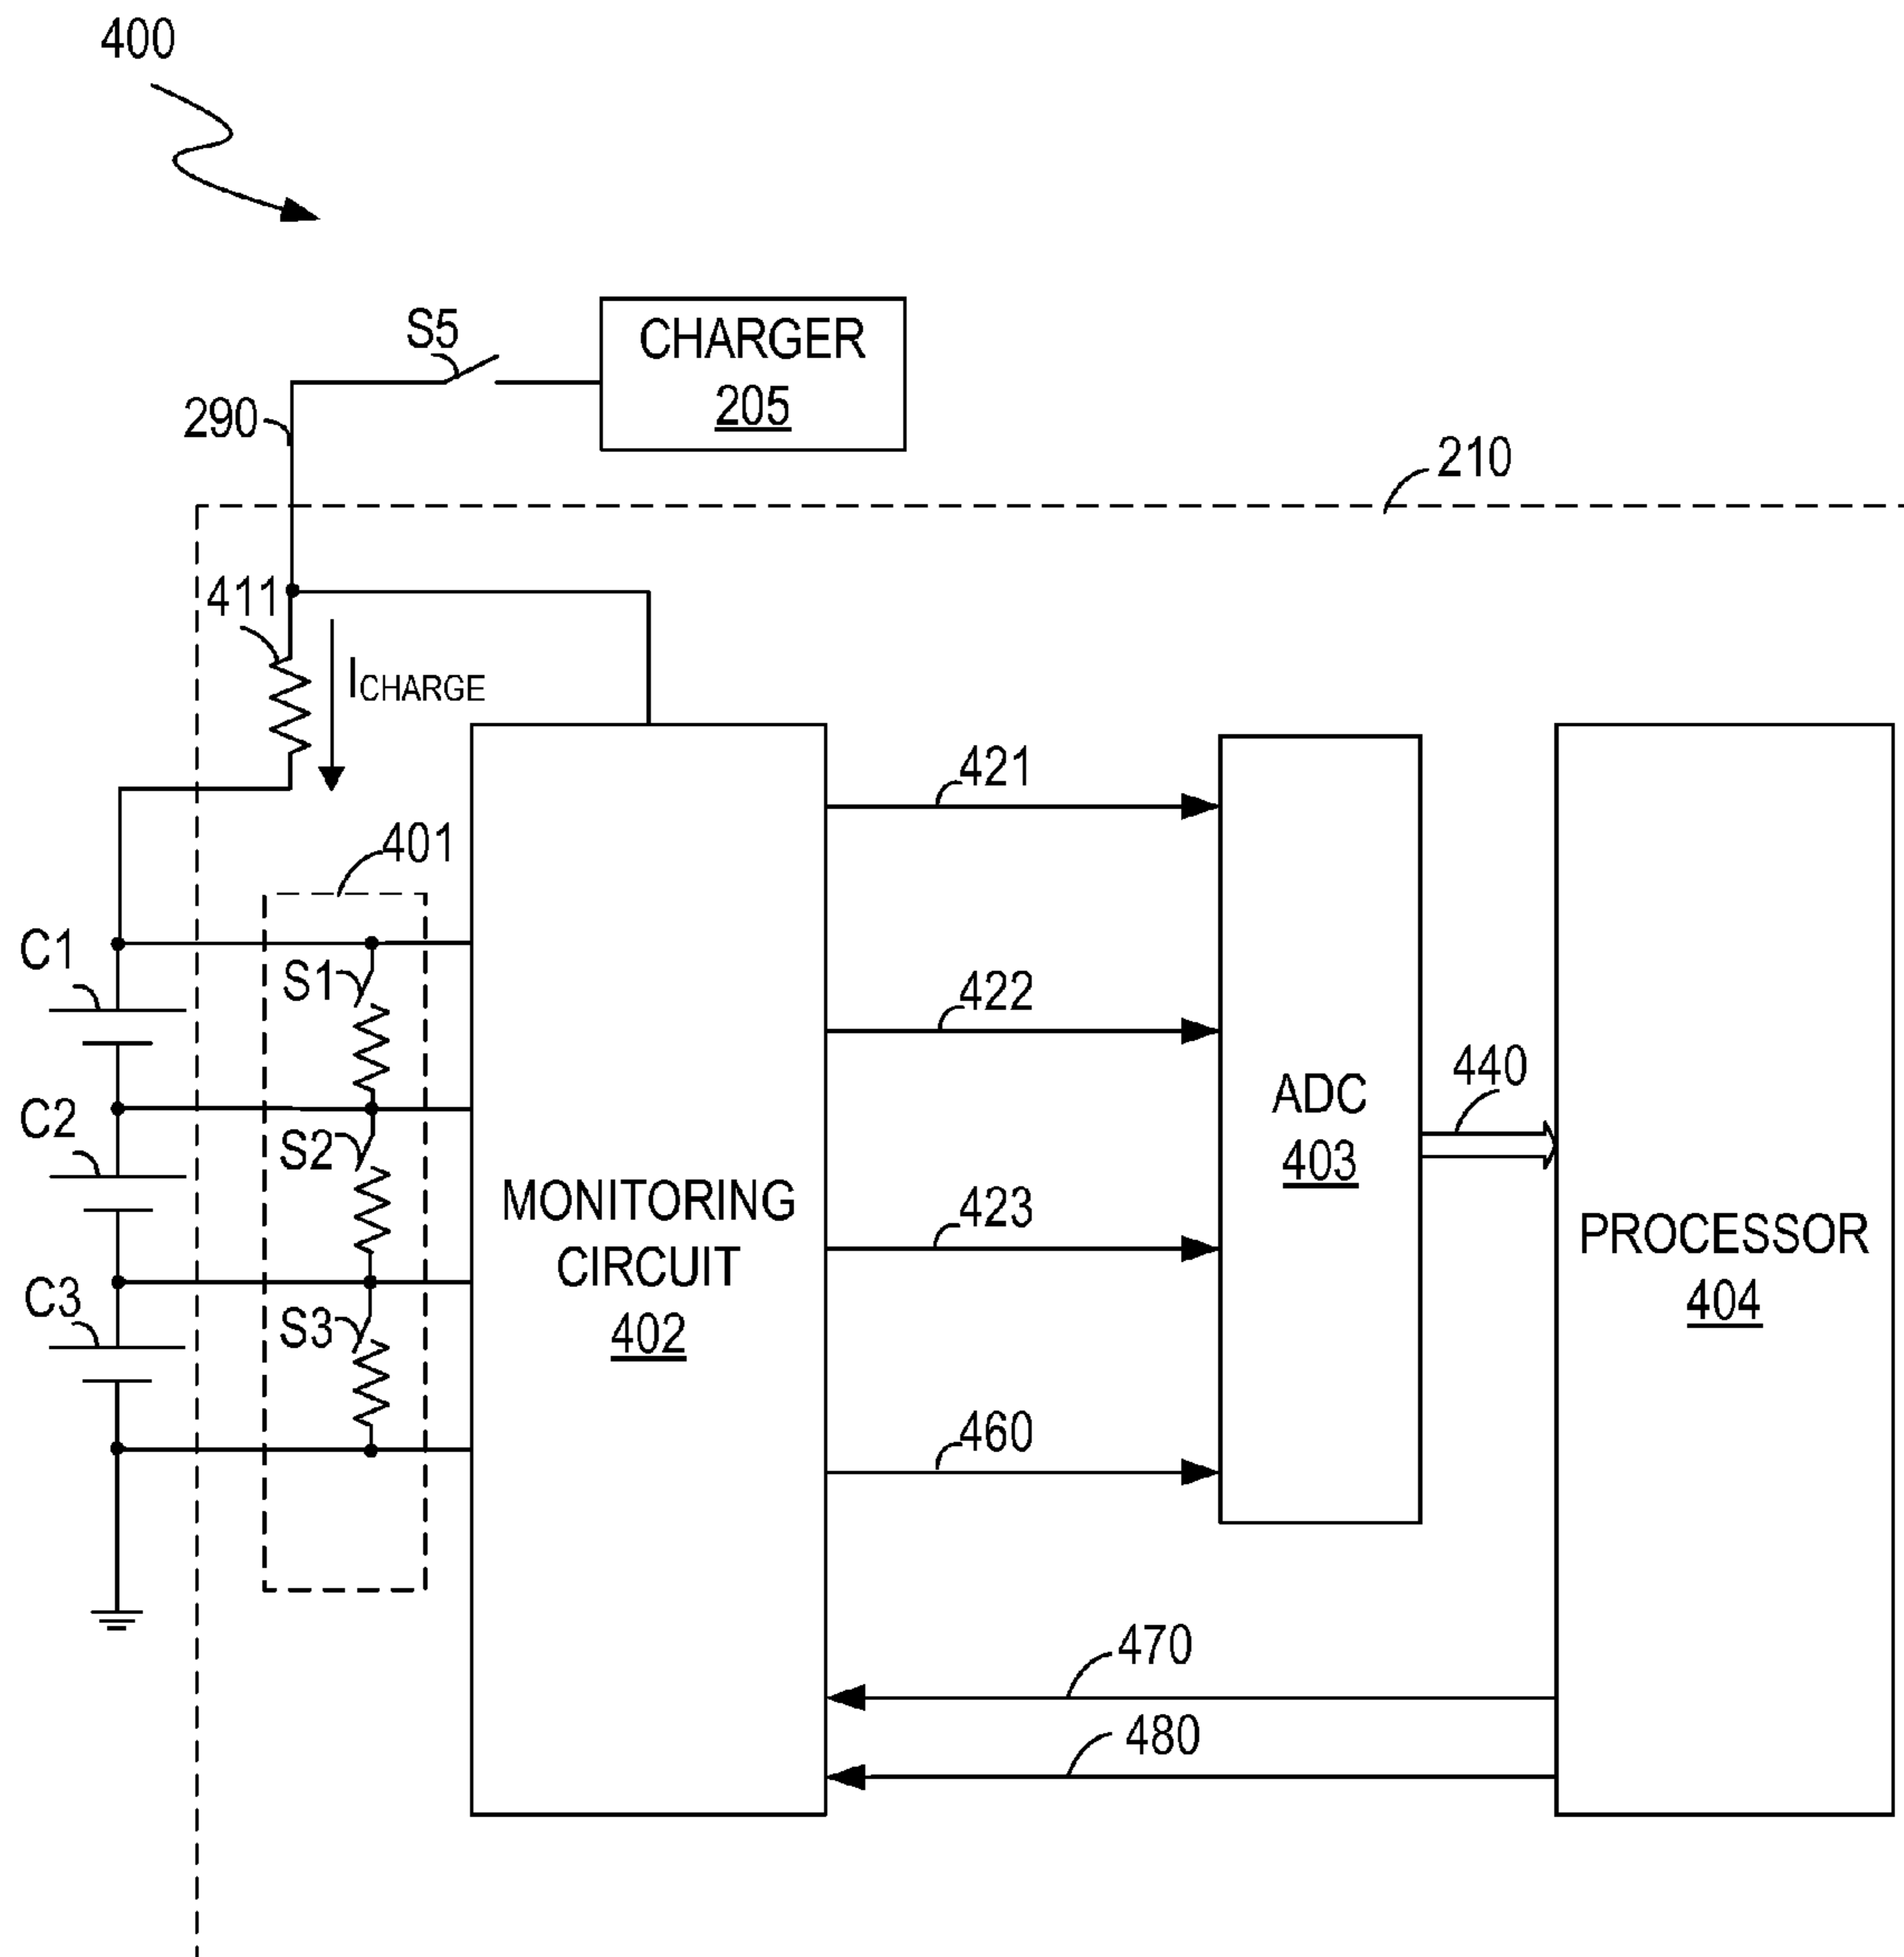 400
S5
CHARGER
205
290
210
411
ICHARGE
421
401
C1
S1
422
C2
S2
ADC
403
440
MONITORING
CIRCUIT
402
423
PROCESSOR
404
C3
S3
460
470
480